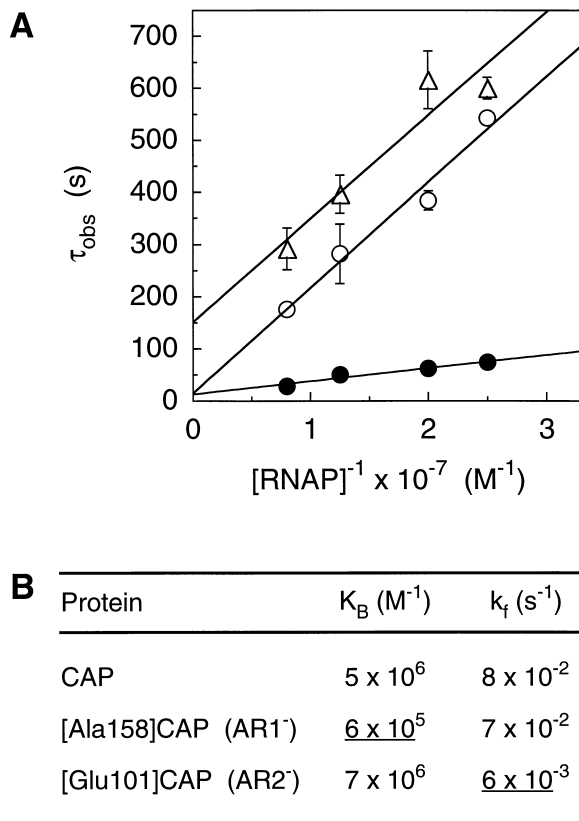 A
700
600
500
400
300
200
100
0
τobs (s)
0 1 2 3
[RNAP]⁻¹ x 10⁻⁷ (M⁻¹)
B
Protein K_B (M⁻¹) k_f (s⁻¹)
CAP 5 x 10⁶ 8 x 10⁻²
[Ala158]CAP (AR1⁻) 6 x 10⁵ 7 x 10⁻²
[Glu101]CAP (AR2⁻) 7 x 10⁶ 6 x 10⁻³